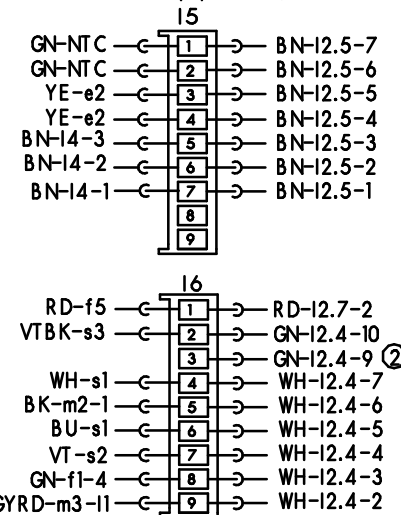 I5
GN-NTC 1 BN-I2.5-7
GN-NTC 2 BN-I2.5-6
YE-e2 3 BN-I2.5-5
YE-e2 4 BN-I2.5-4
BN-I4-3 5 BN-I2.5-3
BN-I4-2 6 BN-I2.5-2
BN-I4-1 7 BN-I2.5-1
8
9
I6
RD-f5 1 RD-I2.7-2
VTBK-s3 2 GN-I2.4-10
3 GN-I2.4-9 2
WH-s1 4 WH-I2.4-7
BK-m2-1 5 WH-I2.4-6
BU-s1 6 WH-I2.4-5
VT-s2 7 WH-I2.4-4
GN-f1-4 8 WH-I2.4-3
GYRD-m3-I1 9 WH-I2.4-2